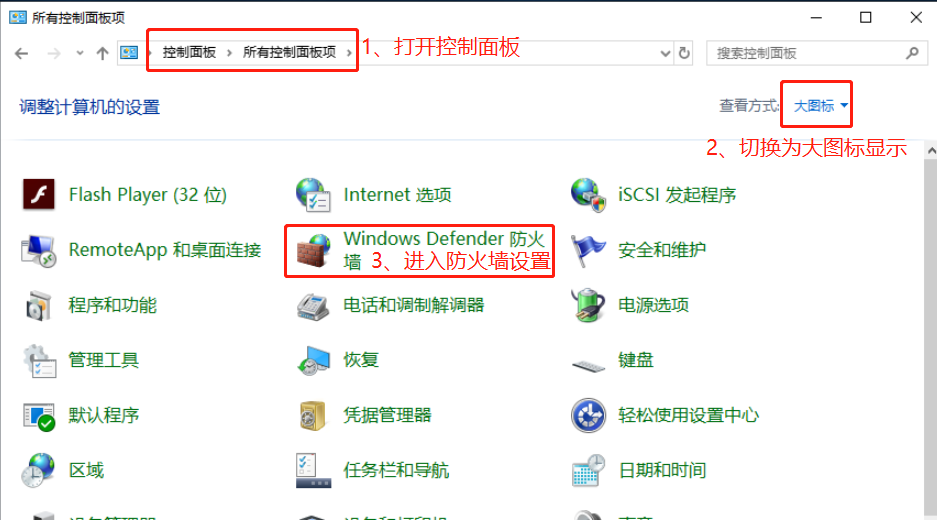 所有控制面板项
控制面板 > 所有控制面板项 >
1、打开控制面板
搜索控制面板
调整计算机的设置
查看方式:
大图标
2、切换为大图标显示
Flash Player (32 位)
Internet 选项
iSCSI 发起程序
RemoteApp 和桌面连接
Windows Defender 防火
墙
3、进入防火墙设置
安全和维护
程序和功能
电话和调制解调器
电源选项
管理工具
恢复
键盘
默认程序
凭据管理器
轻松使用设置中心
区域
任务栏和导航
日期和时间